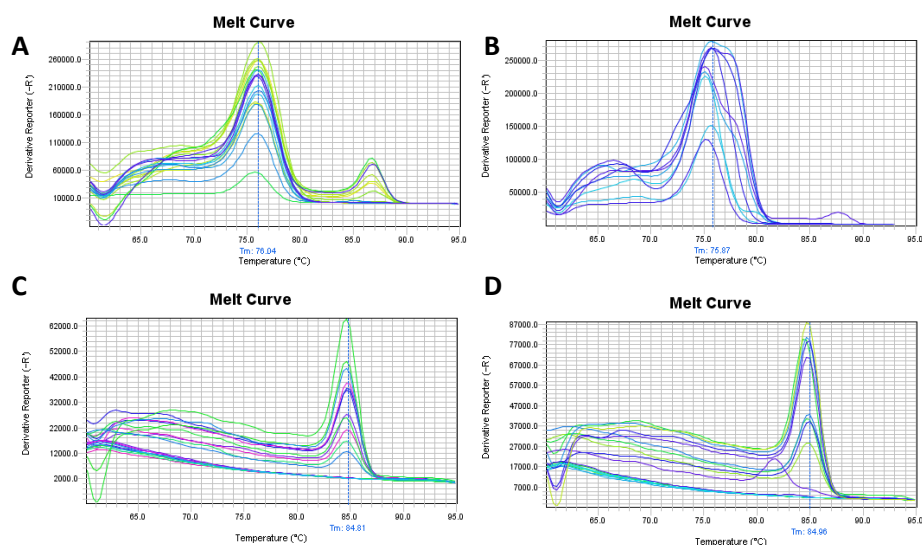 A
Melt Curve
Derivative Reporter (-R')
260000.0
210000.0
160000.0
110000.0
60000.0
10000.0
65.0 70.0 75.0 80.0 85.0 90.0 95.0
Tm: 76.04
Temperature (°C)
B
Melt Curve
Derivative Reporter (-R')
250000.0
200000.0
150000.0
100000.0
50000.0
65.0 70.0 75.0 80.0 85.0 90.0 95.0
Tm: 75.87
Temperature (°C)
C
Melt Curve
Derivative Reporter (-R')
62000.0
52000.0
42000.0
32000.0
22000.0
12000.0
2000.0
65.0 70.0 75.0 80.0 85.0 90.0 95.0
Tm: 84.81
Temperature (°C)
D
Melt Curve
Derivative Reporter (-R')
87000.0
77000.0
67000.0
57000.0
47000.0
37000.0
27000.0
17000.0
7000.0
65.0 70.0 75.0 80.0 85.0 90.0 95.0
Tm: 84.96
Temperature (°C)